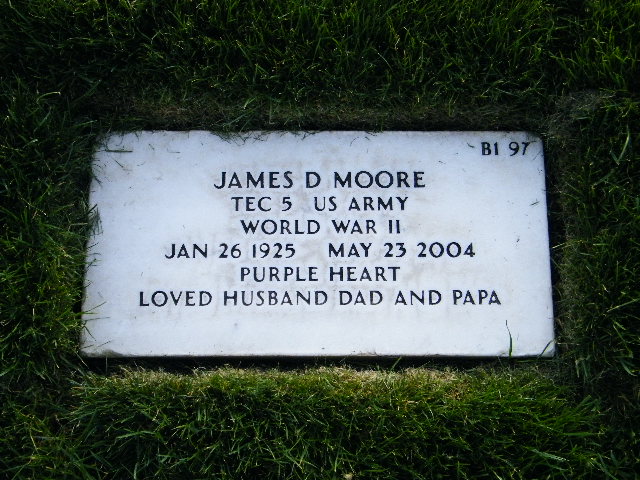 B1 97
JAMES D MOORE
TEC 5 US ARMY
WORLD WAR II
JAN 26 1925 MAY 23 2004
PURPLE HEART
LOVED HUSBAND DAD AND PAPA